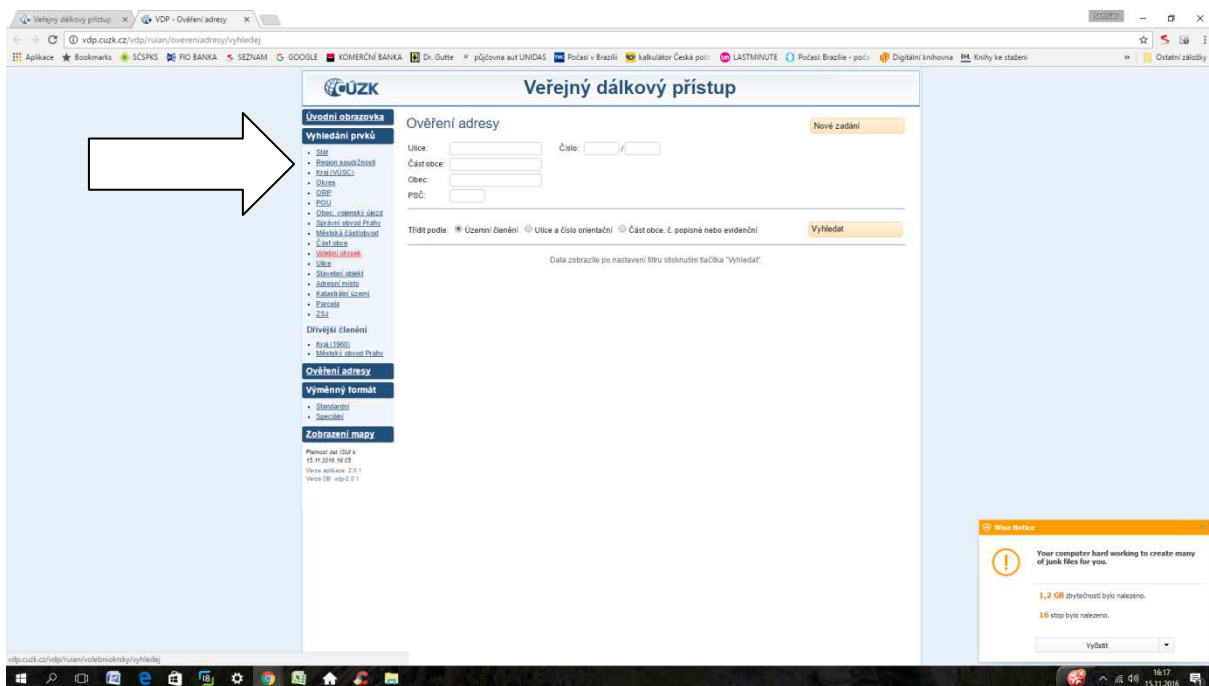 Veřejný dálkový přístup
VDP - Ověření adresy
vdp.cuzk.cz/vdp/ruian/overeniadresy/vyhledej
Aplikace Bookmarks SČSPKS FIO BANKA SEZNAM GOOGLE KOMERČNÍ BANKA Dr. Gutte půjčovna aut UNIDAS Počasí v Brazílii kalkulátor Česká poš LASTMINUTE Počasí Brazílie - poča Digitální knihovna Knihy ke stažení » Ostatní záložky
ČÚZK
Veřejný dálkový přístup
Úvodní obrazovka
Vyhledání prvků
Stát
Region soudržnosti
Kraj (VÚSC)
Okres
ORP
POU
Obec, vojenský újezd
Správní obvod Prahy
Městská část/obvod
Část obce
Volební okrsek
Ulice
Stavební objekt
Adresní místo
Katastrální území
Parcela
ZSJ
Dřívější členění
Kraj (1960)
Městský obvod Prahy
Ověření adresy
Výměnný formát
Standardní
Speciální
Zobrazení mapy
Platnost dat ISÚI k
15.11.2016 16:05
Verze aplikace: 2.0.1
Verze DB: vdp-2.0.1
Ověření adresy
Nové zadání
Ulice: Číslo: /
Část obce:
Obec:
PSČ:
Třídit podle: Územní členění Ulice a číslo orientační Část obce, č. popisné nebo evidenční Vyhledat
Data zobrazíte po nastavení filtru stisknutím tlačítka "Vyhledat".
Wise Notice
Your computer hard working to create many
of junk files for you.
1,2 GB zbytečností bylo nalezeno.
16 stop bylo nalezeno.
Vyčistit
vdp.cuzk.cz/vdp/ruian/volebniokrsky/vyhledej
16:17
15.11.2016